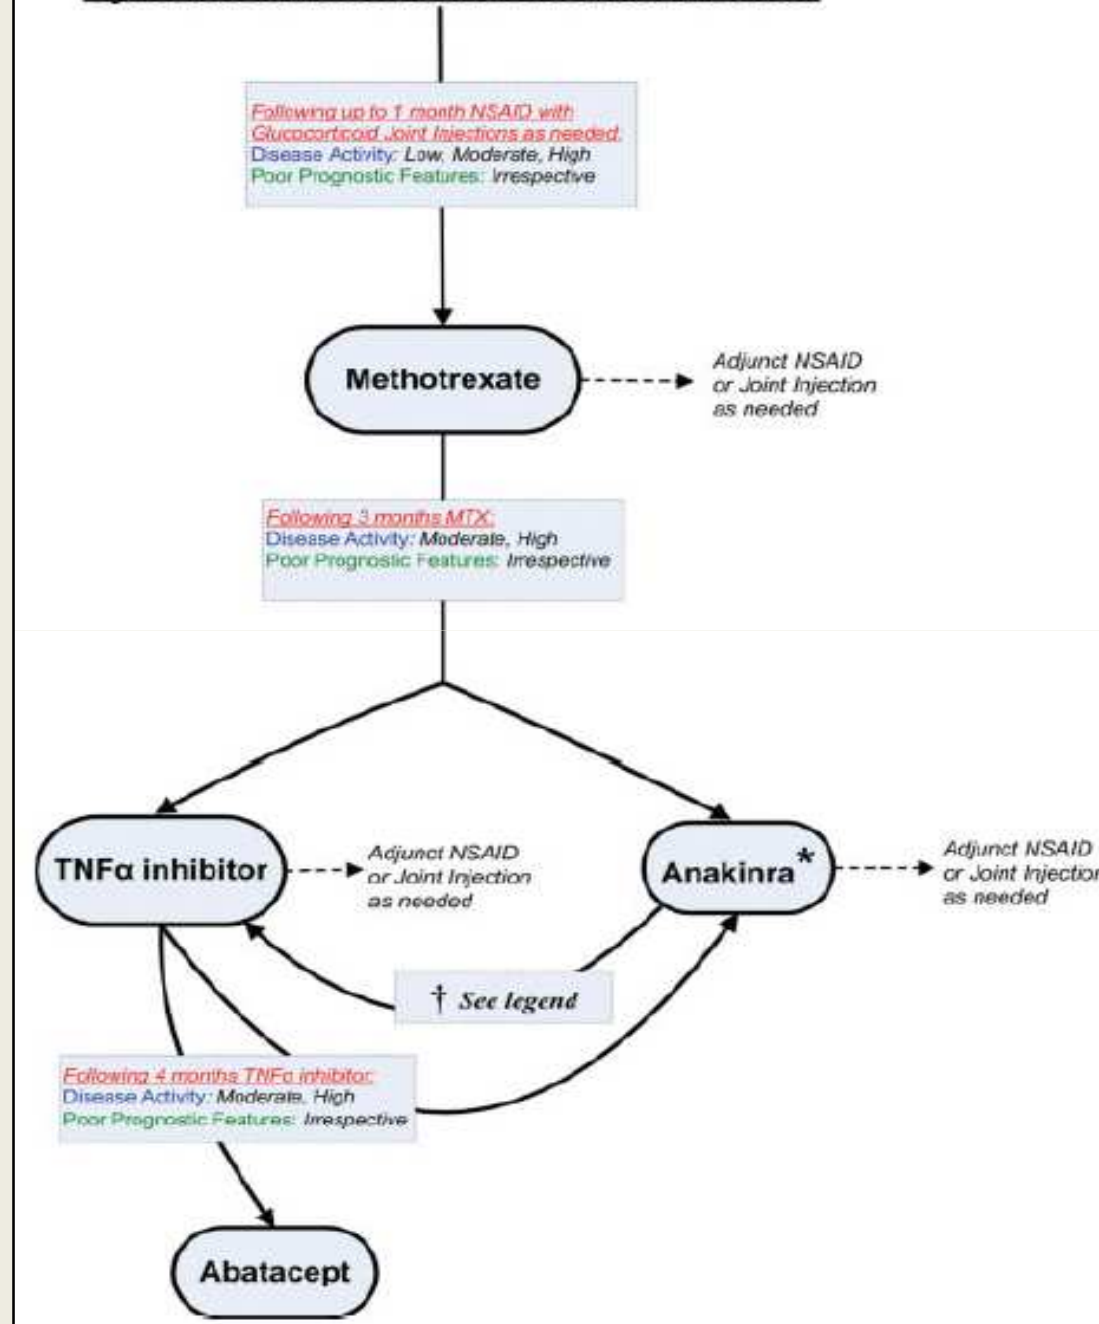 Following up to 1 month NSAID with
Glucocorticoid Joint Injections as needed:
Disease Activity: Low, Moderate, High
Poor Prognostic Features: Irrespective
Methotrexate
Adjunct NSAID
or Joint Injection
as needed
Following 3 months MTX:
Disease Activity: Moderate, High
Poor Prognostic Features: Irrespective
TNFα inhibitor
Adjunct NSAID
or Joint Injection
as needed
Anakinra*
Adjunct NSAID
or Joint Injection
as needed
† See legend
Following 4 months TNFα inhibitor:
Disease Activity: Moderate, High
Poor Prognostic Features: Irrespective
Abatacept